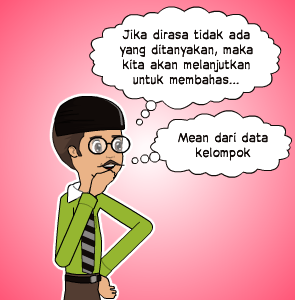 Jika dirasa tidak ada
yang ditanyakan, maka
kita akan melanjutkan
untuk membahas...
Mean dari data
kelompok